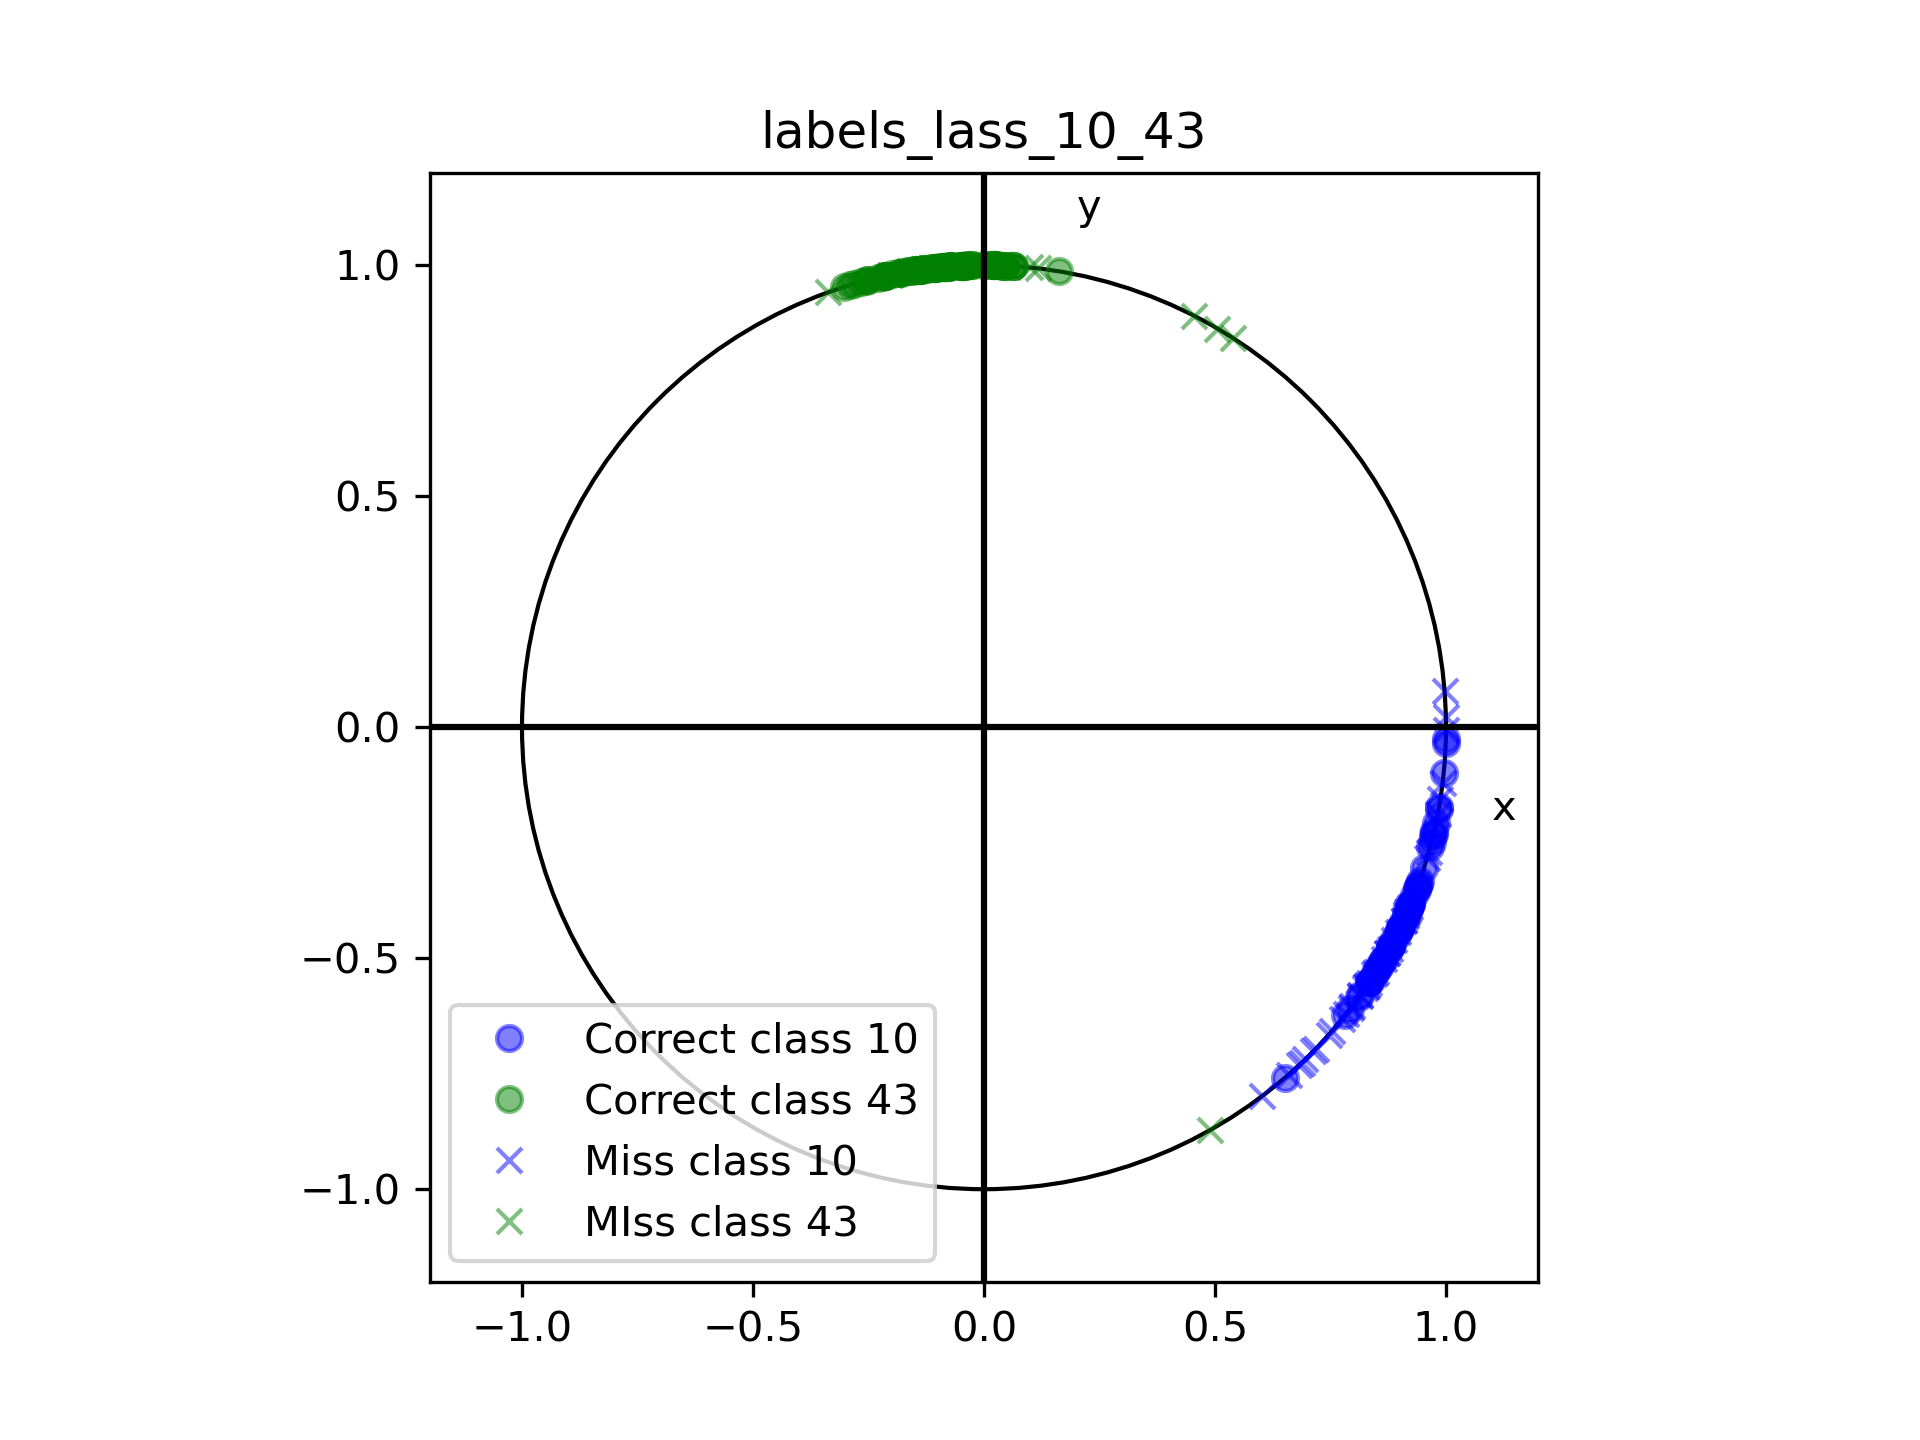 labels_lass_10_43
y
1.0
0.5
0.0
x
−0.5
−1.0
Correct class 10
Correct class 43
Miss class 10
MIss class 43
−1.0 −0.5 0.0 0.5 1.0